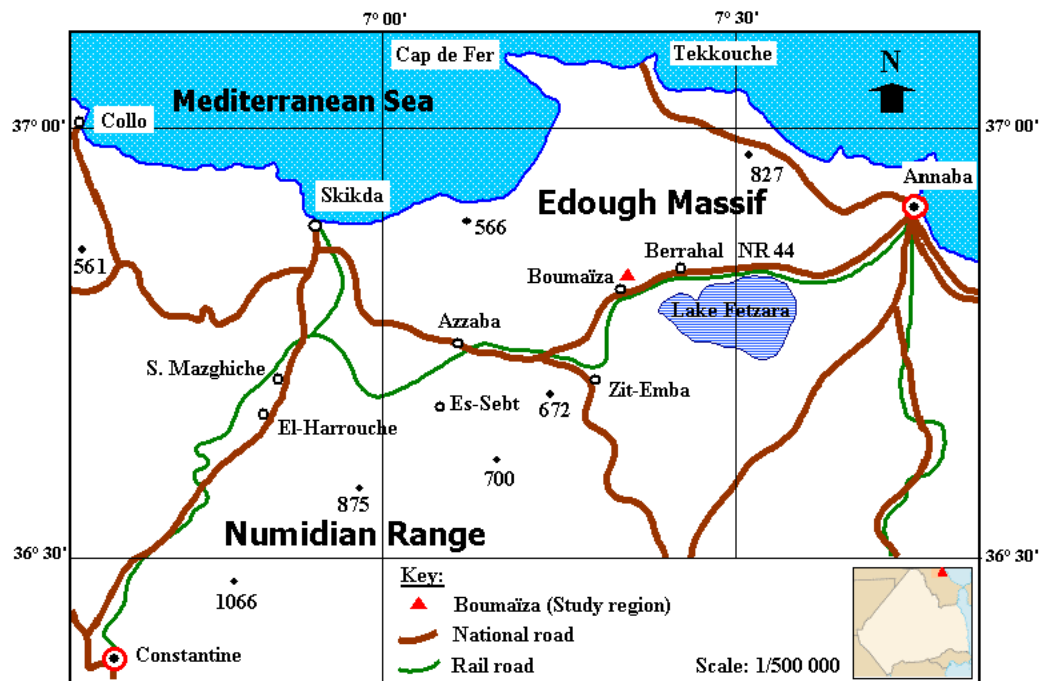 7° 00'
7° 30'
Cap de Fer
Tekkouche
N
Mediterranean Sea
37° 00'
Collo
37° 00'
827
Annaba
Skikda
Edough Massif
566
561
Berrahal
NR 44
Boumaïza
Lake Fetzara
Azzaba
S. Mazghiche
Zit-Emba
Es-Sebt
672
El-Harrouche
700
875
Numidian Range
36° 30'
36° 30'
Key:
1066
Boumaïza (Study region)
National road
Constantine
Rail road
Scale: 1/500 000